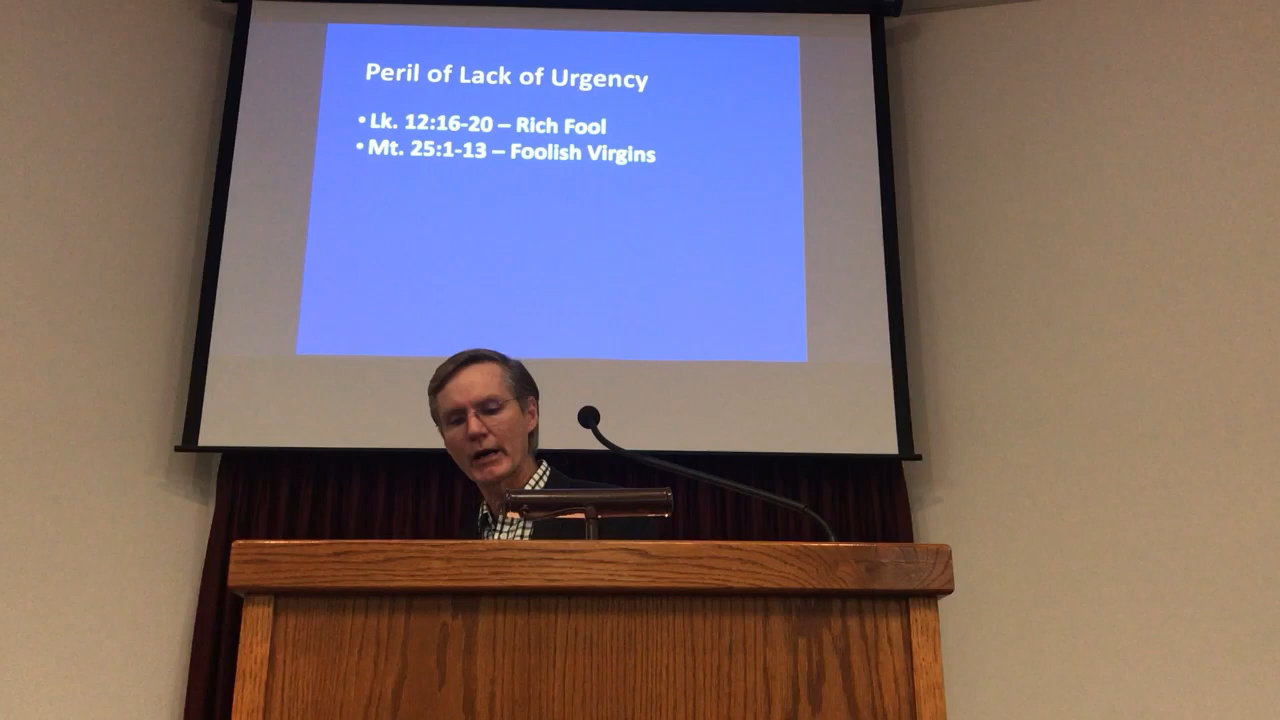 Peril of Lack of Urgency
• Lk. 12:16-20 – Rich Fool
• Mt. 25:1-13 – Foolish Virgins